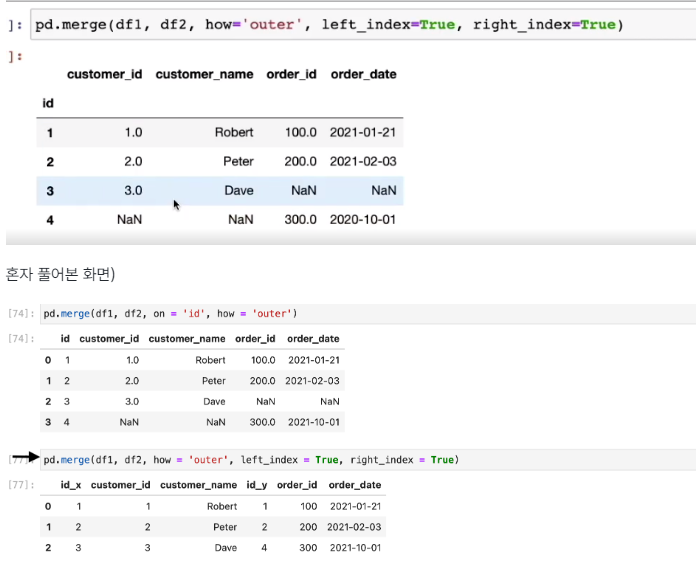 ]: pd.merge(df1, df2, how='outer', left_index=True, right_index=True)
]:
customer_id customer_name order_id order_date
id
1 1.0 Robert 100.0 2021-01-21
2 2.0 Peter 200.0 2021-02-03
3 3.0 Dave NaN NaN
4 NaN NaN 300.0 2020-10-01
혼자 풀어본 화면)
[74]: pd.merge(df1, df2, on = 'id', how = 'outer')
[74]: id customer_id customer_name order_id order_date
0 1 1.0 Robert 100.0 2021-01-21
1 2 2.0 Peter 200.0 2021-02-03
2 3 3.0 Dave NaN NaN
3 4 NaN NaN 300.0 2021-10-01
[77]: pd.merge(df1, df2, how = 'outer', left_index = True, right_index = True)
[77]: id_x customer_id customer_name id_y order_id order_date
0 1 1 Robert 1 100 2021-01-21
1 2 2 Peter 2 200 2021-02-03
2 3 3 Dave 4 300 2021-10-01